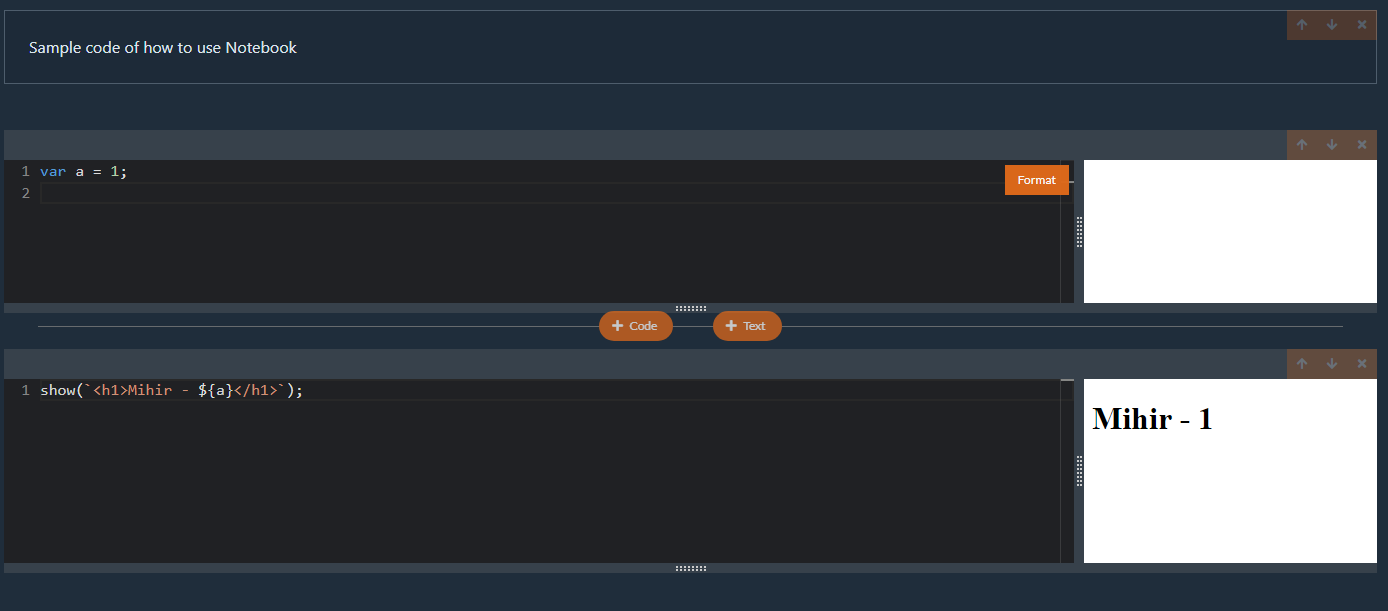 Sample code of how to use Notebook
1 var a = 1;
Format
2
+ Code + Text
1 show(`<h1>Mihir - ${a}</h1>`);
Mihir - 1